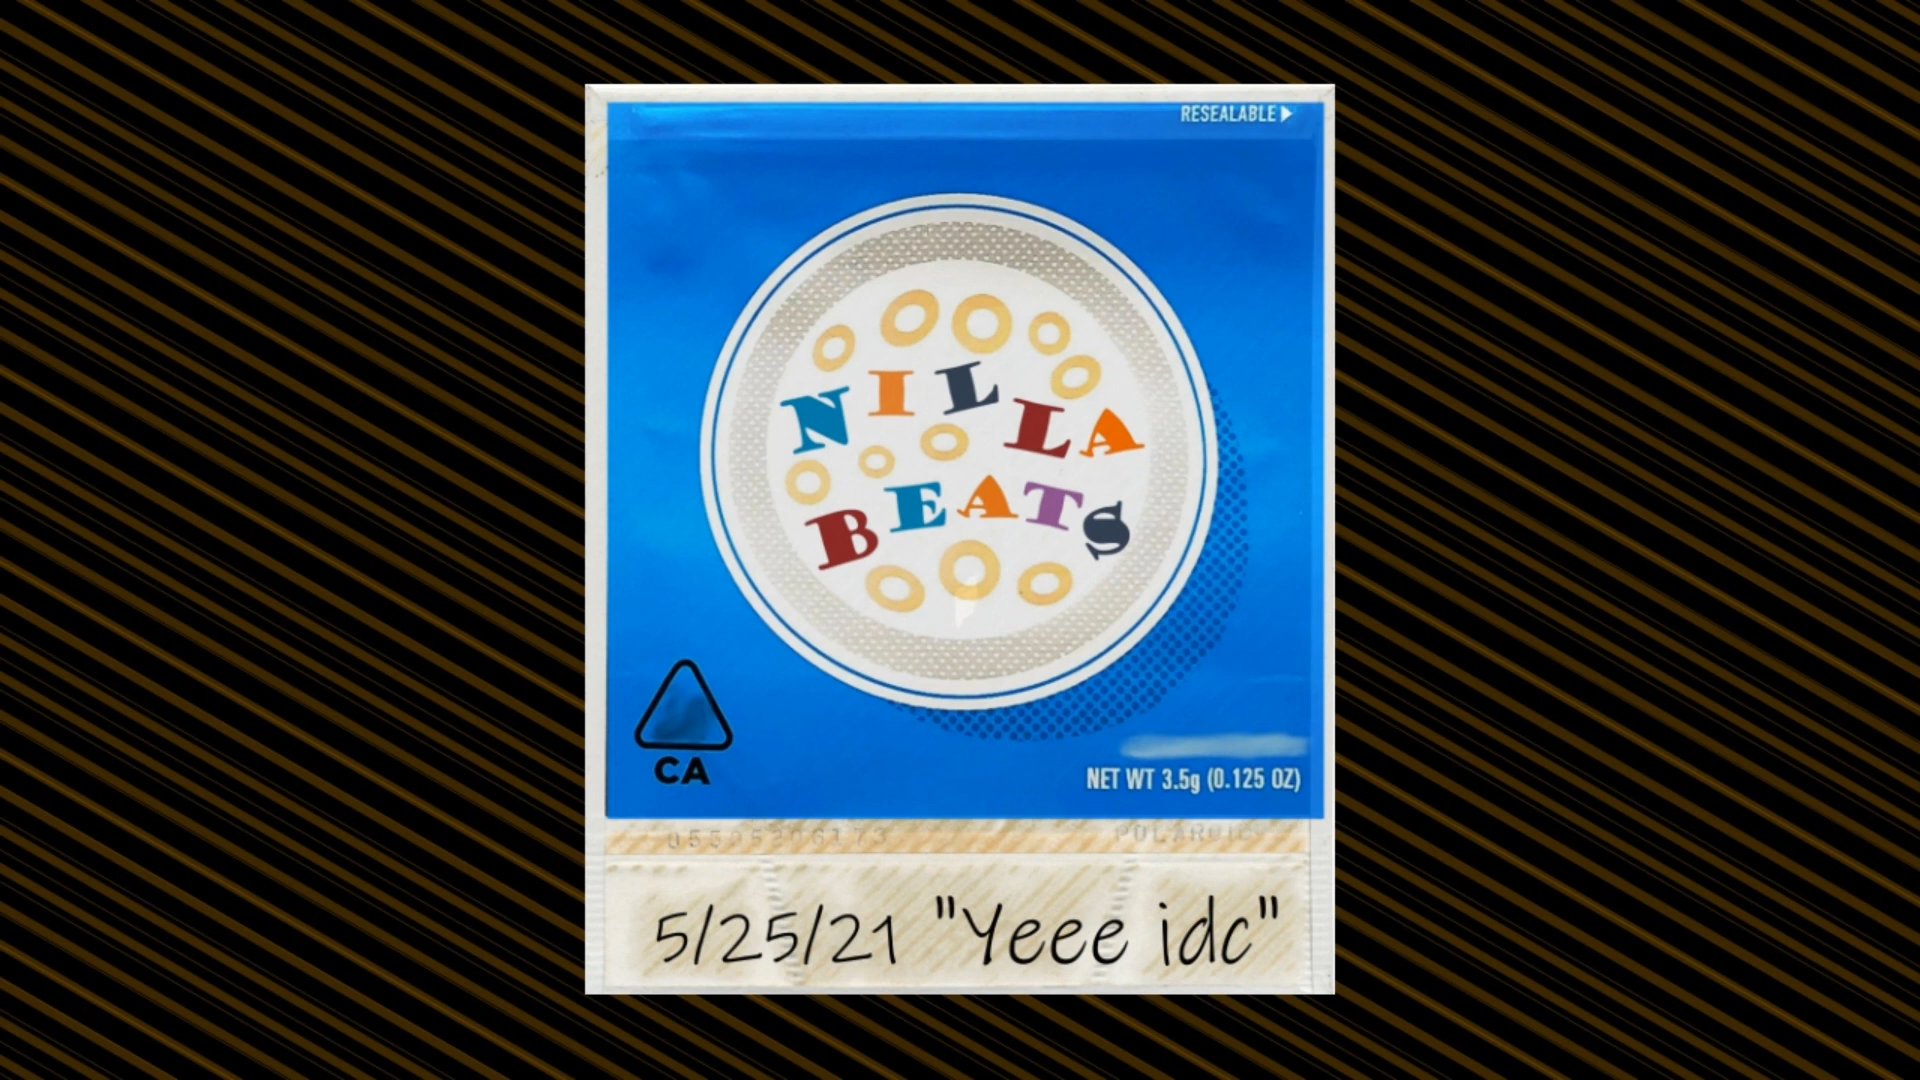 RESEALABLE
NILLA
BEATS
CA
NET WT 3.5g (0.125 OZ)
5/25/21 "Yeee idc"